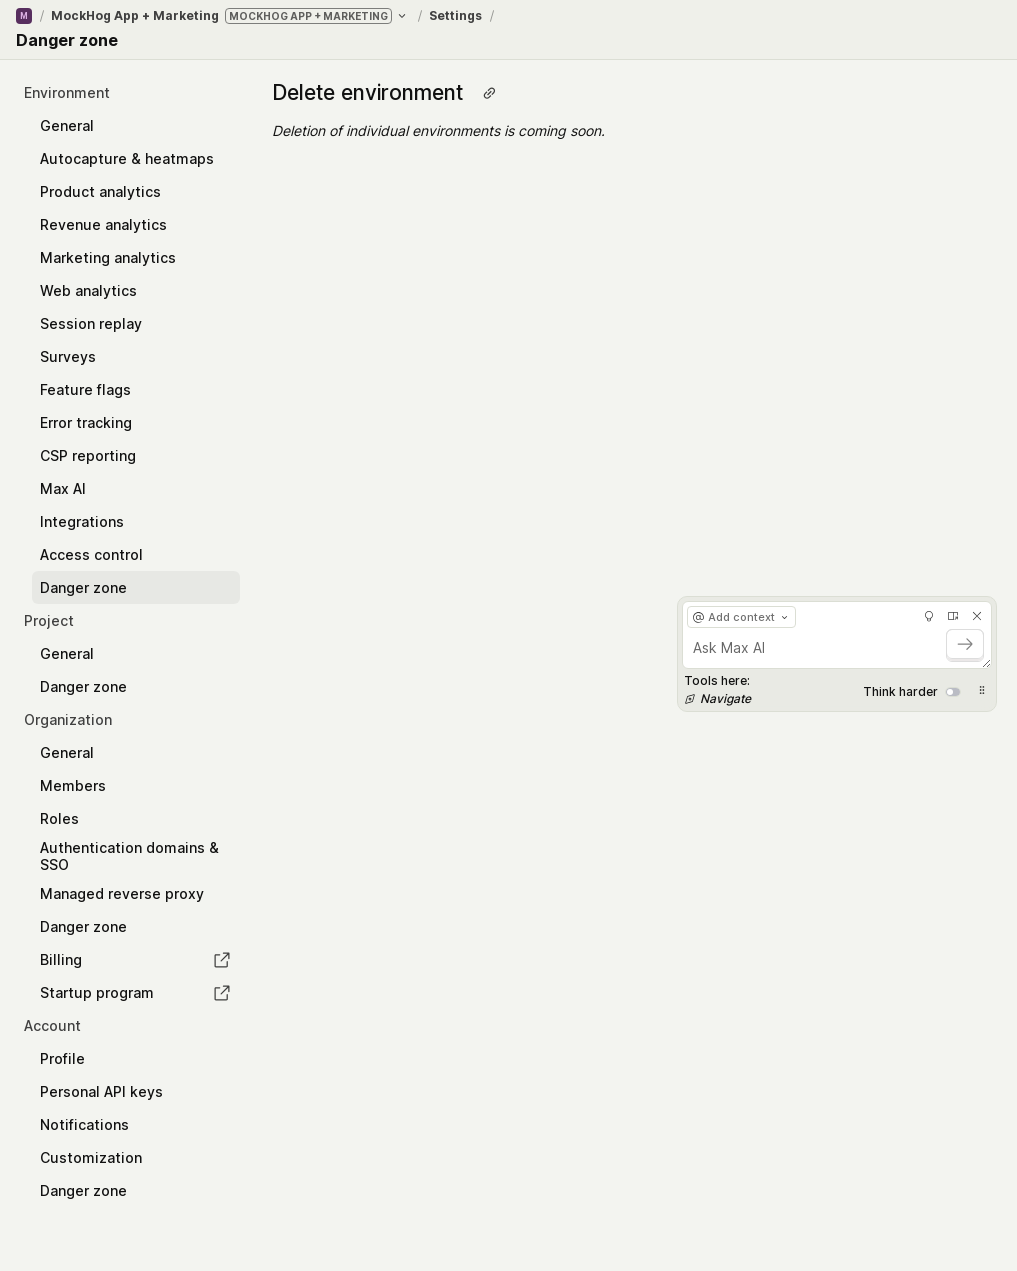 M / MockHog App + Marketing MOCKHOG APP + MARKETING / Settings /
Danger zone
Environment
General
Autocapture & heatmaps
Product analytics
Revenue analytics
Marketing analytics
Web analytics
Session replay
Surveys
Feature flags
Error tracking
CSP reporting
Max AI
Integrations
Access control
Danger zone
Project
General
Danger zone
Organization
General
Members
Roles
Authentication domains &
SSO
Managed reverse proxy
Danger zone
Billing
Startup program
Account
Profile
Personal API keys
Notifications
Customization
Danger zone
Delete environment
Deletion of individual environments is coming soon.
@ Add context
Ask Max AI
Tools here:
Navigate
Think harder